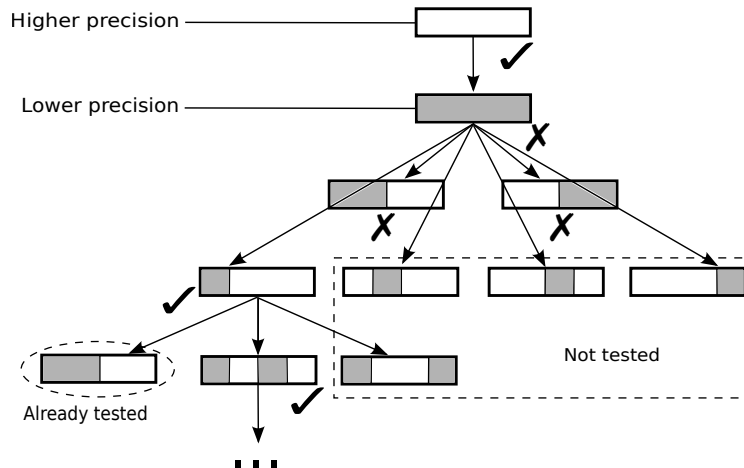 Higher precision
Lower precision
Not tested
Already tested